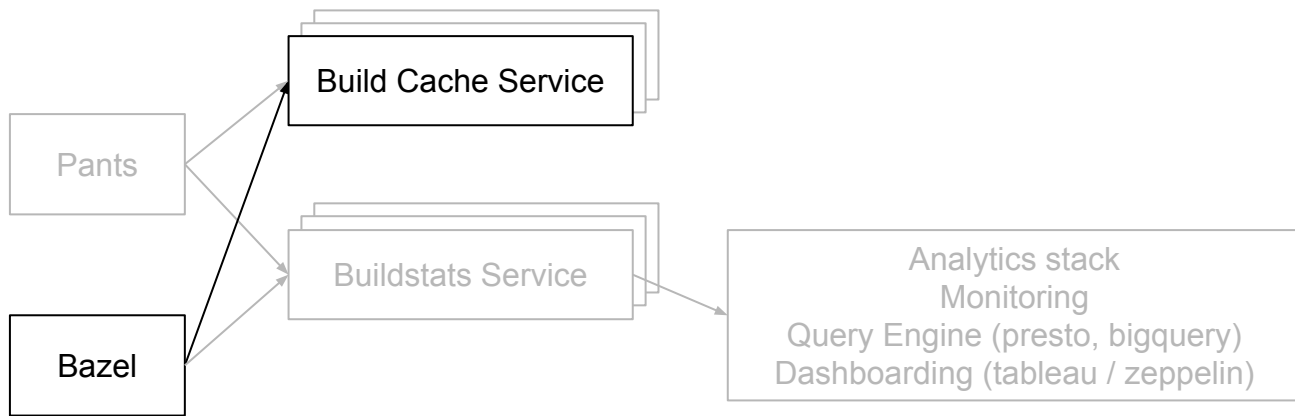 Build Cache Service
Pants
Buildstats Service
Analytics stack
Monitoring
Query Engine (presto, bigquery)
Dashboarding (tableau / zeppelin)
Bazel